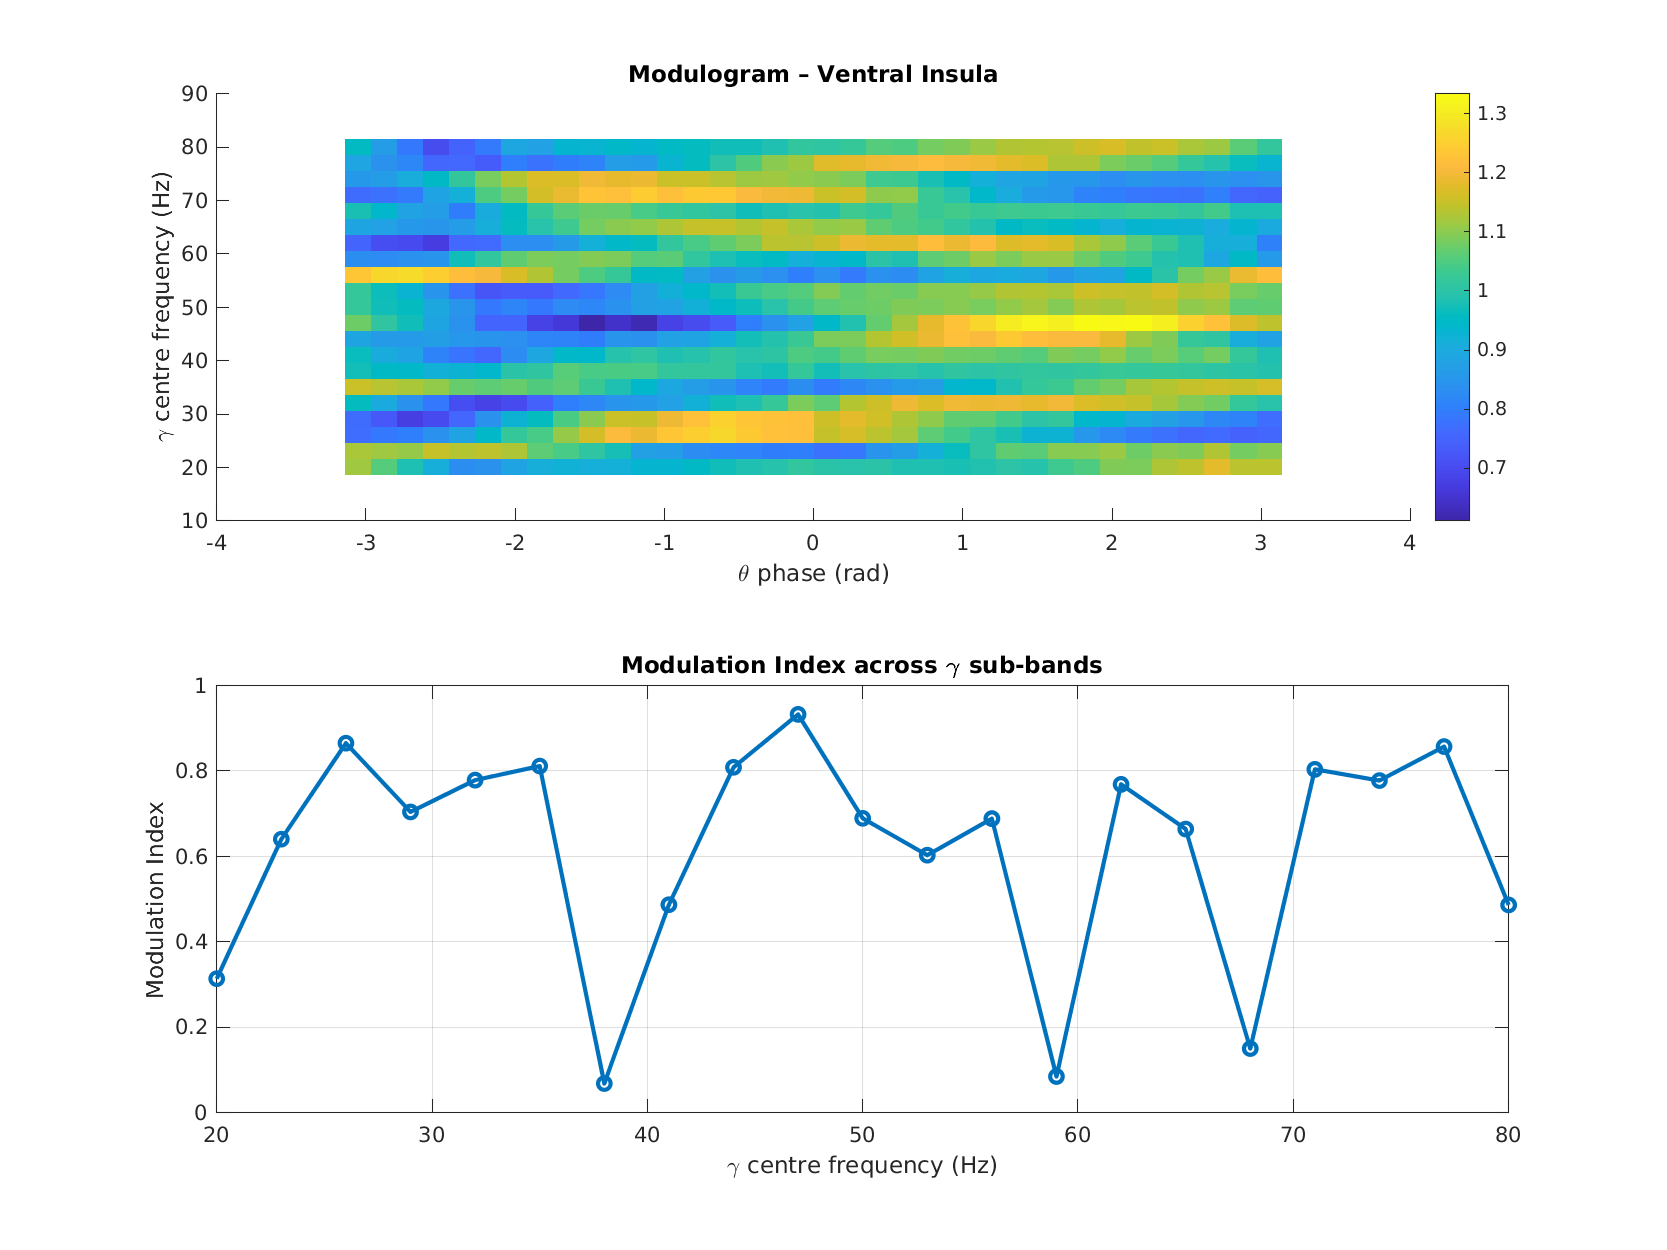 Modulogram – Ventral Insula
90
80
70
60
50
40
30
20
10
γ centre frequency (Hz)
-4 -3 -2 -1 0 1 2 3 4
θ phase (rad)
1.3
1.2
1.1
1
0.9
0.8
0.7
Modulation Index across γ sub-bands
1
0.8
0.6
0.4
0.2
0
Modulation Index
20 30 40 50 60 70 80
γ centre frequency (Hz)